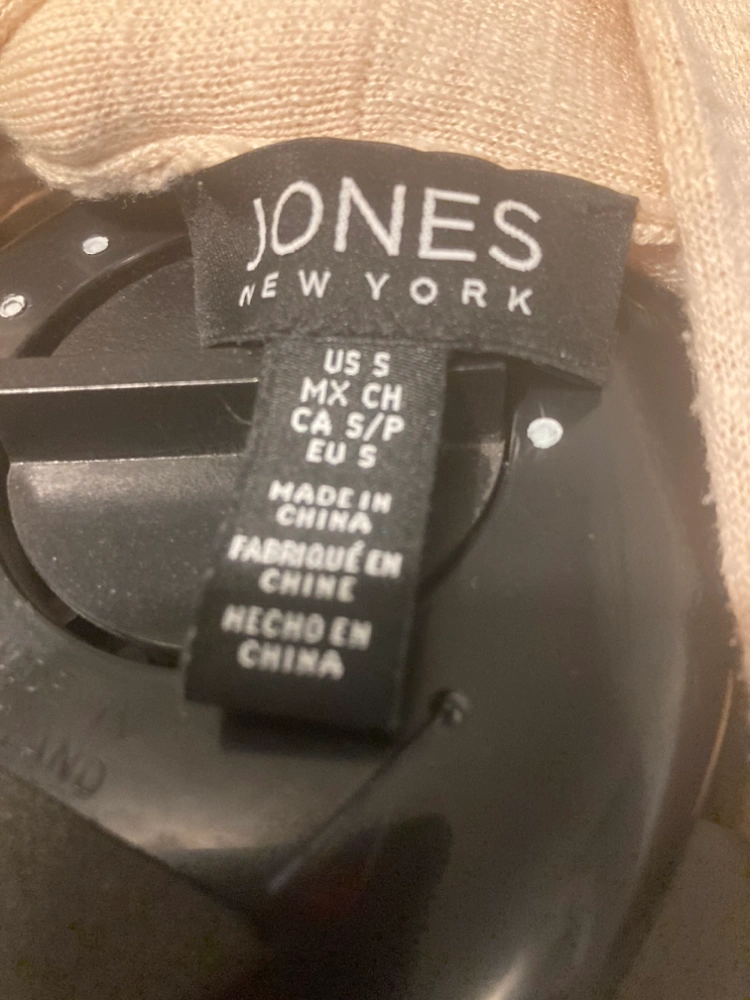 JONES
NEW YORK
US S
MX CH
CA S/P
EU S
MADE IN
CHINA
FABRIQUÉ EN
CHINE
HECHO EN
CHINA